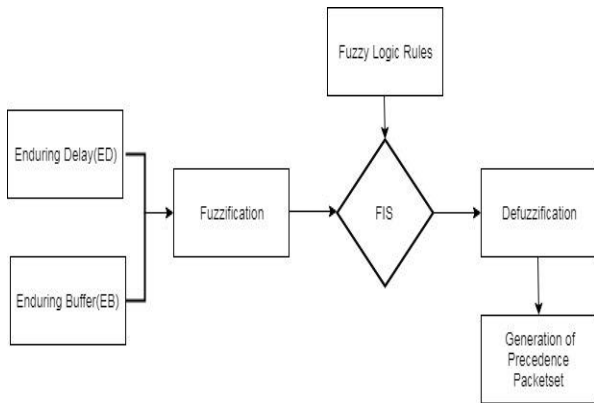 Fuzzy Logic Rules
Enduring Delay(ED)
Fuzzification
FIS
Defuzzification
Enduring Buffer(EB)
Generation of
Precedence
Packetset